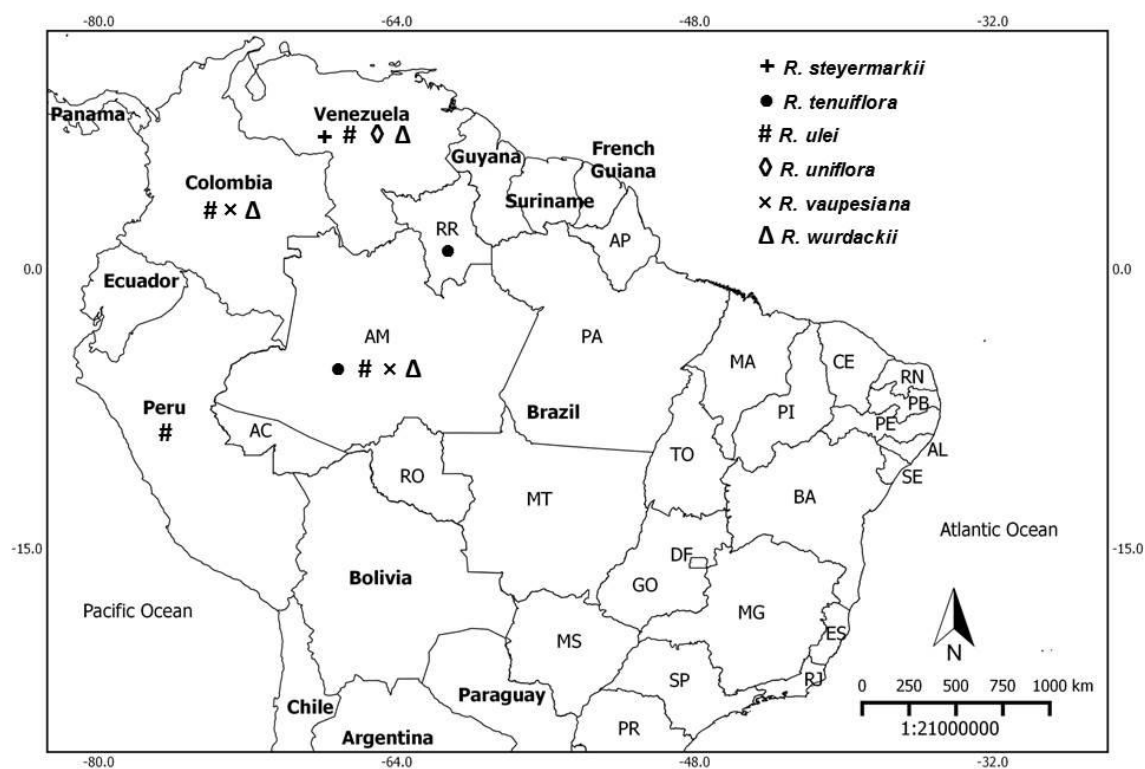 -80.0 -64.0 -48.0 -32.0
+ R. steyermarkii
● R. tenuiflora
# R. ulei
◊ R. uniflora
× R. vaupesiana
Δ R. wurdackii
Panama
Venezuela
+ # ◊ Δ
Guyana
French
Guiana
Suriname
Colombia
# × Δ
RR
●
AP
0.0 0.0
Ecuador
AM
● # × Δ
PA
MA
CE
RN
PB
PE
AL
SE
PI
Peru
#
Brazil
AC
RO
TO
MT
BA
Atlantic Ocean
-15.0 -15.0
DF
GO
Bolivia
Pacific Ocean
MG
ES
MS
N
SP
RJ
Paraguay
Chile
PR
Argentina
0 250 500 750 1000 km
1:21000000
-80.0 -64.0 -48.0 -32.0